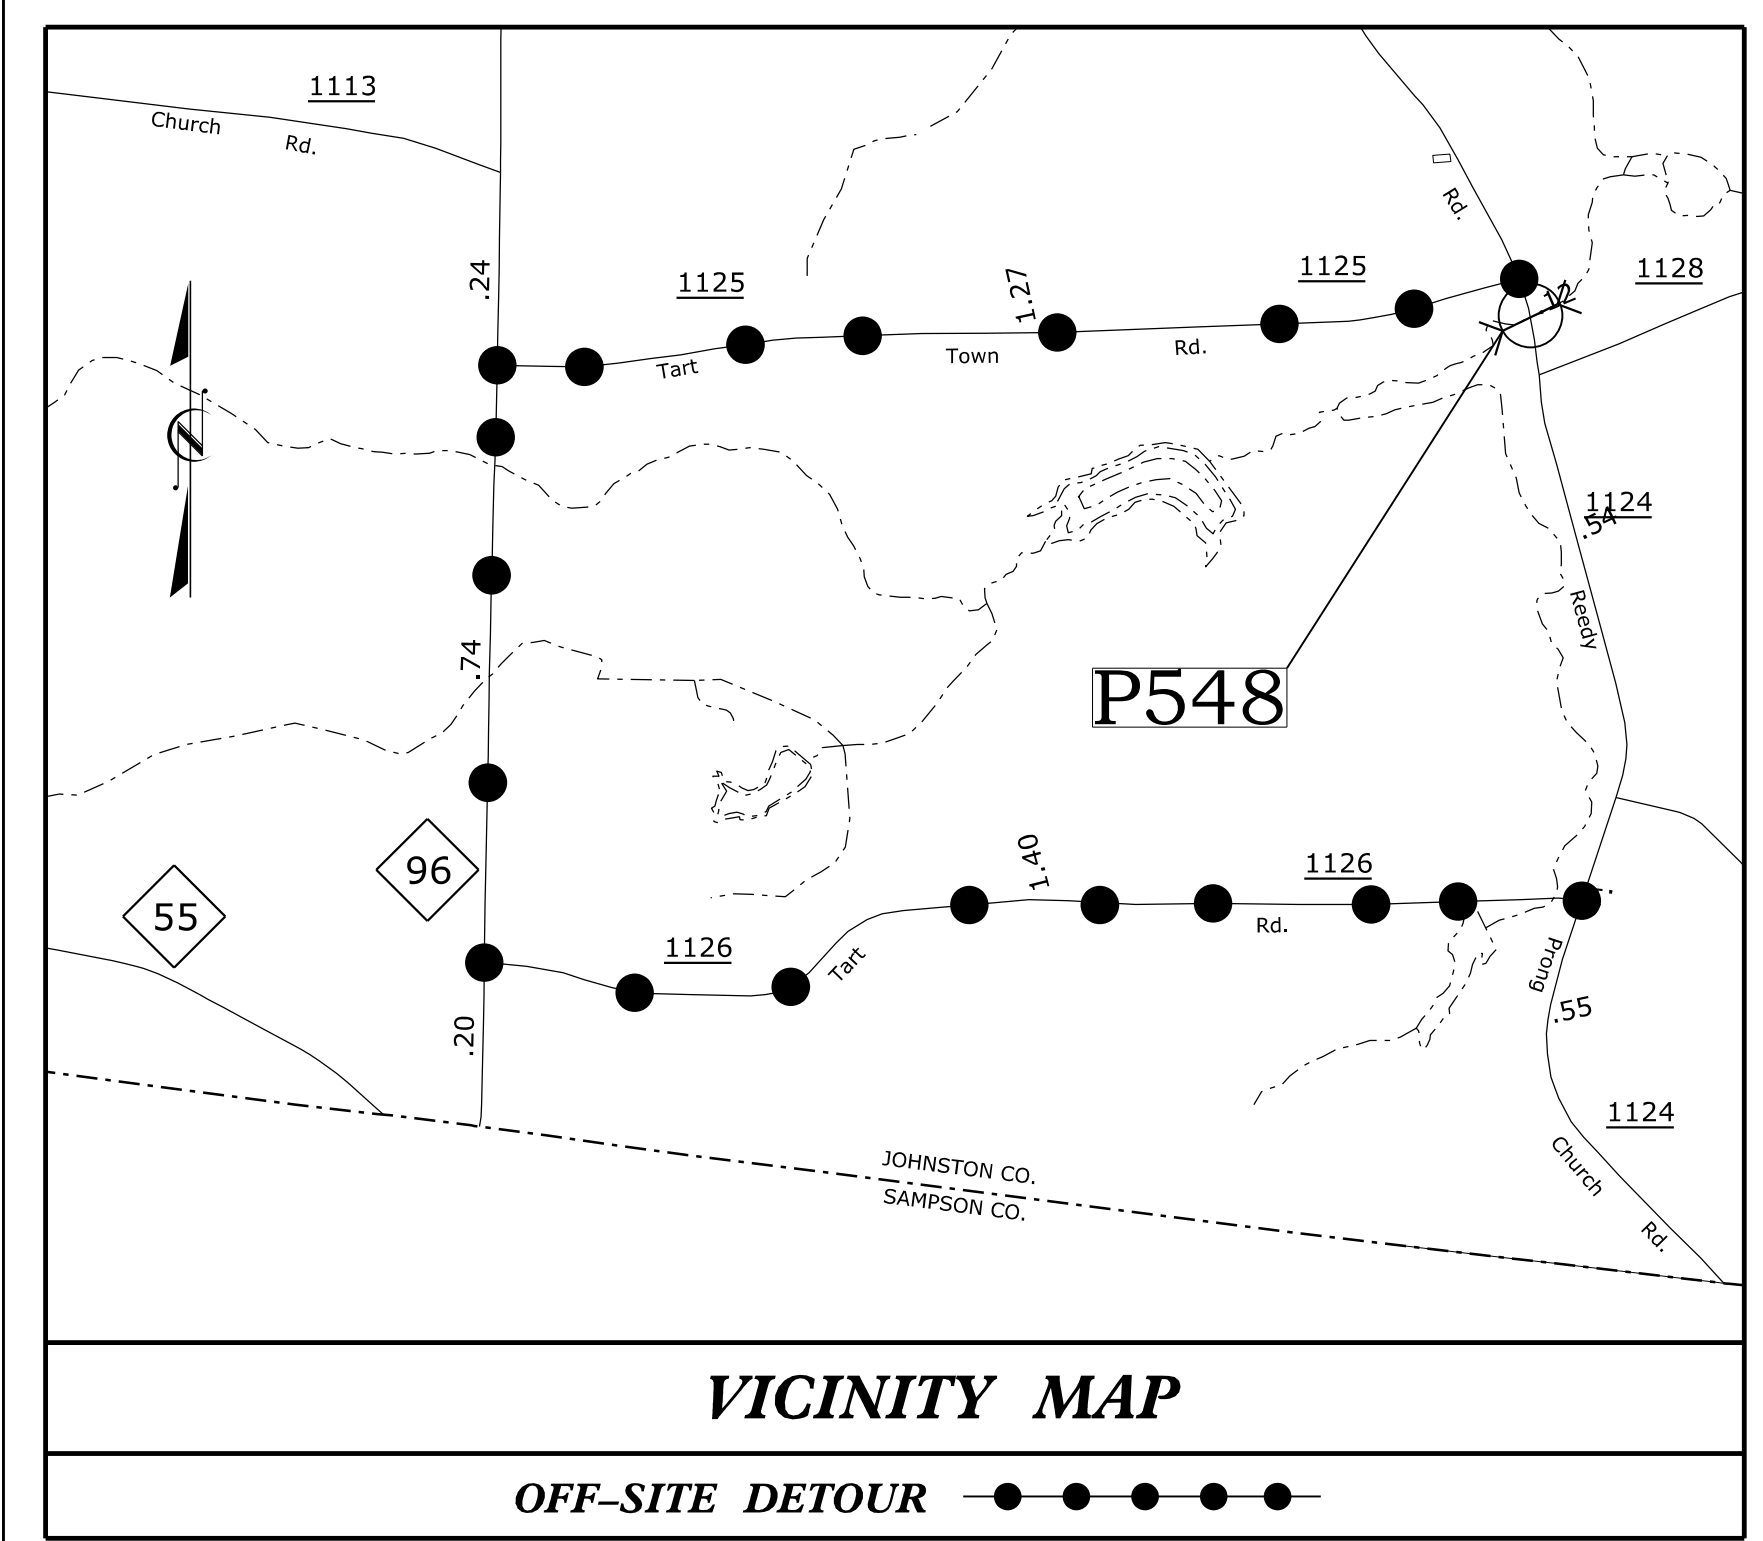 1113
Church
Rd.
Rd.
.24
1125
1.27
1125
1128
.12
Tart
Town
Rd.
N
1124
.54
Reedy
.74
P548
96
55
1.40
1126
1126
Rd.
Tart
Prong
.55
.20
1124
JOHNSTON CO.
SAMPSON CO.
Church
Rd.
VICINITY MAP
OFF–SITE DETOUR